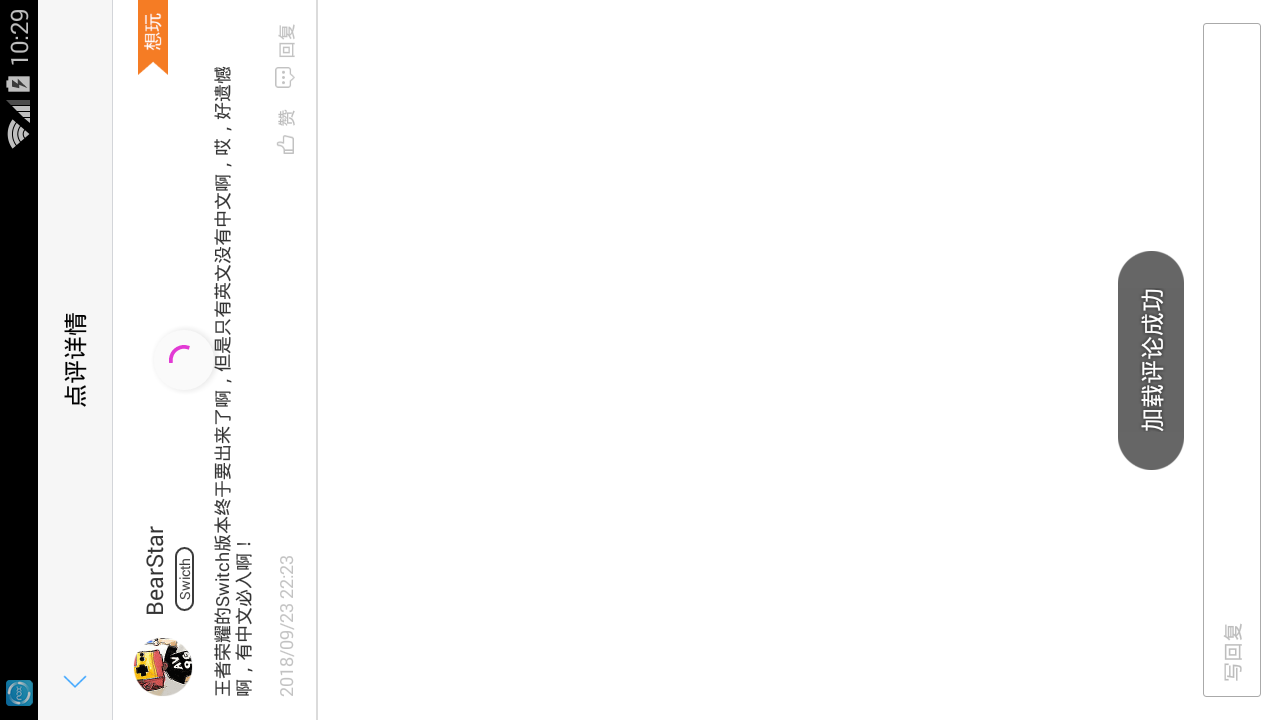 10:29
点评详情
BearStar
想玩
Swicth
王者荣耀的Switch版本终于要出来了啊，但是只有英文没有中文啊，哎，好遗憾
啊，有中文必入啊！
2018/09/23 22:23
赞
回复
加载评论成功
写回复